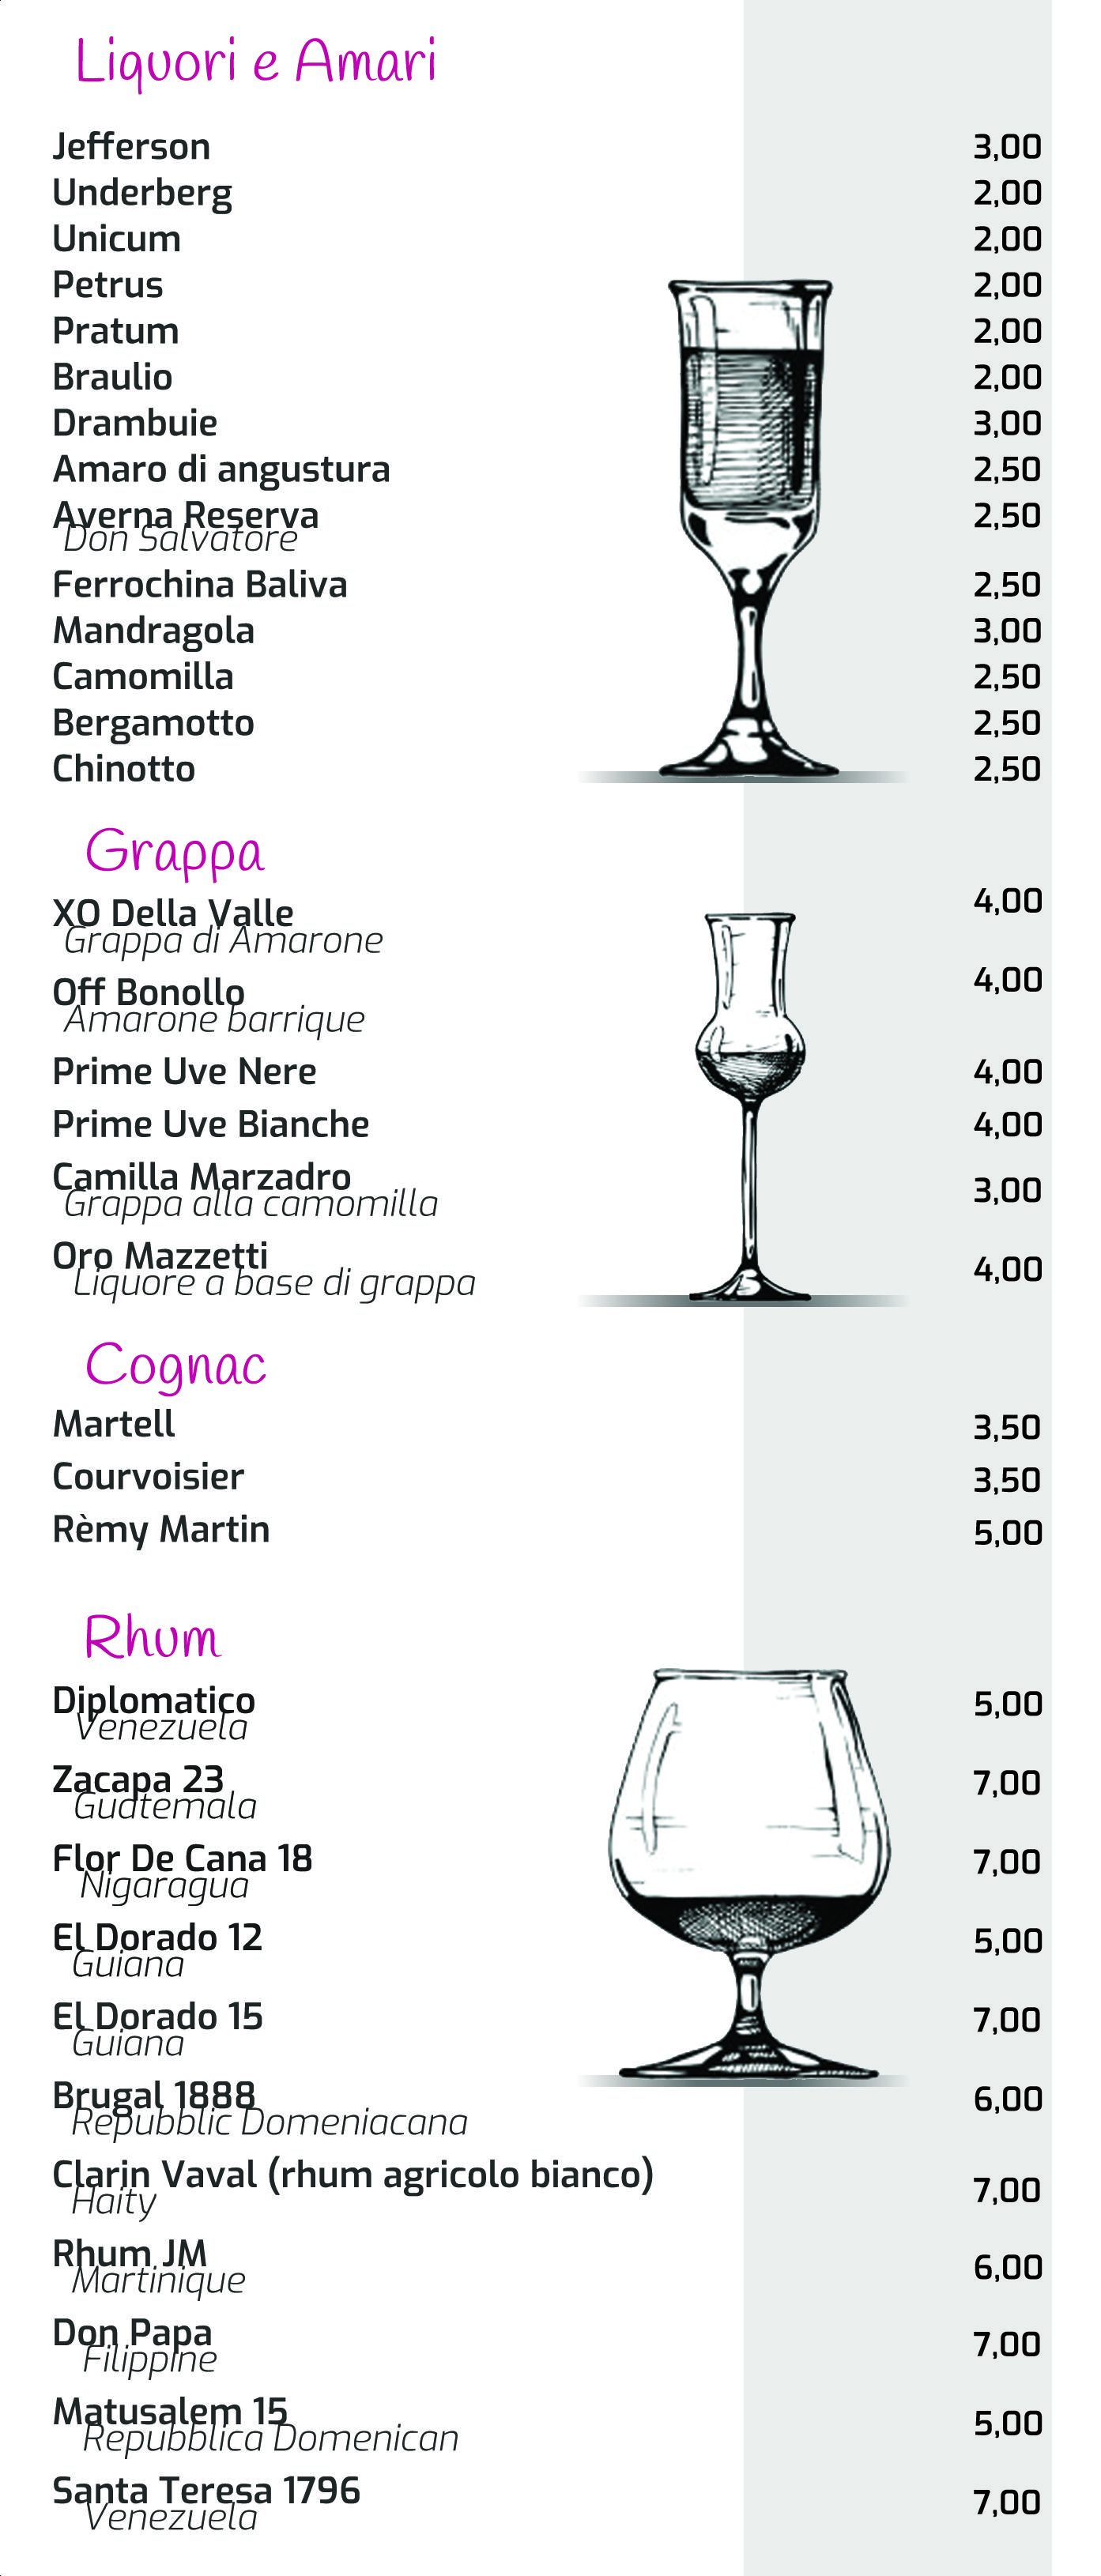 Liquori e Amari
Jefferson 3,00
Underberg 2,00
Unicum 2,00
Petrus 2,00
Pratum 2,00
Braulio 2,00
Drambuie 3,00
Amaro di angustura 2,50
Averna Reserva 2,50
Don Salvatore
Ferrochina Baliva 2,50
Mandragola 3,00
Camomilla 2,50
Bergamotto 2,50
Chinotto 2,50
Grappa
XO Della Valle 4,00
Grappa di Amarone
Off Bonollo 4,00
Amarone barrique
Prime Uve Nere 4,00
Prime Uve Bianche 4,00
Camilla Marzadro 3,00
Grappa alla camomilla
Oro Mazzetti 4,00
Liquore a base di grappa
Cognac
Martell 3,50
Courvoisier 3,50
Rèmy Martin 5,00
Rhum
Diplomatico 5,00
Venezuela
Zacapa 23 7,00
Guatemala
Flor De Cana 18 7,00
Nigaragua
El Dorado 12 5,00
Guiana
El Dorado 15 7,00
Guiana
Brugal 1888 6,00
Repubblic Domeniacana
Clarin Vaval (rhum agricolo bianco) 7,00
Haity
Rhum JM 6,00
Martinique
Don Papa 7,00
Filippine
Matusalem 15 5,00
Repubblica Domenican
Santa Teresa 1796 7,00
Venezuela